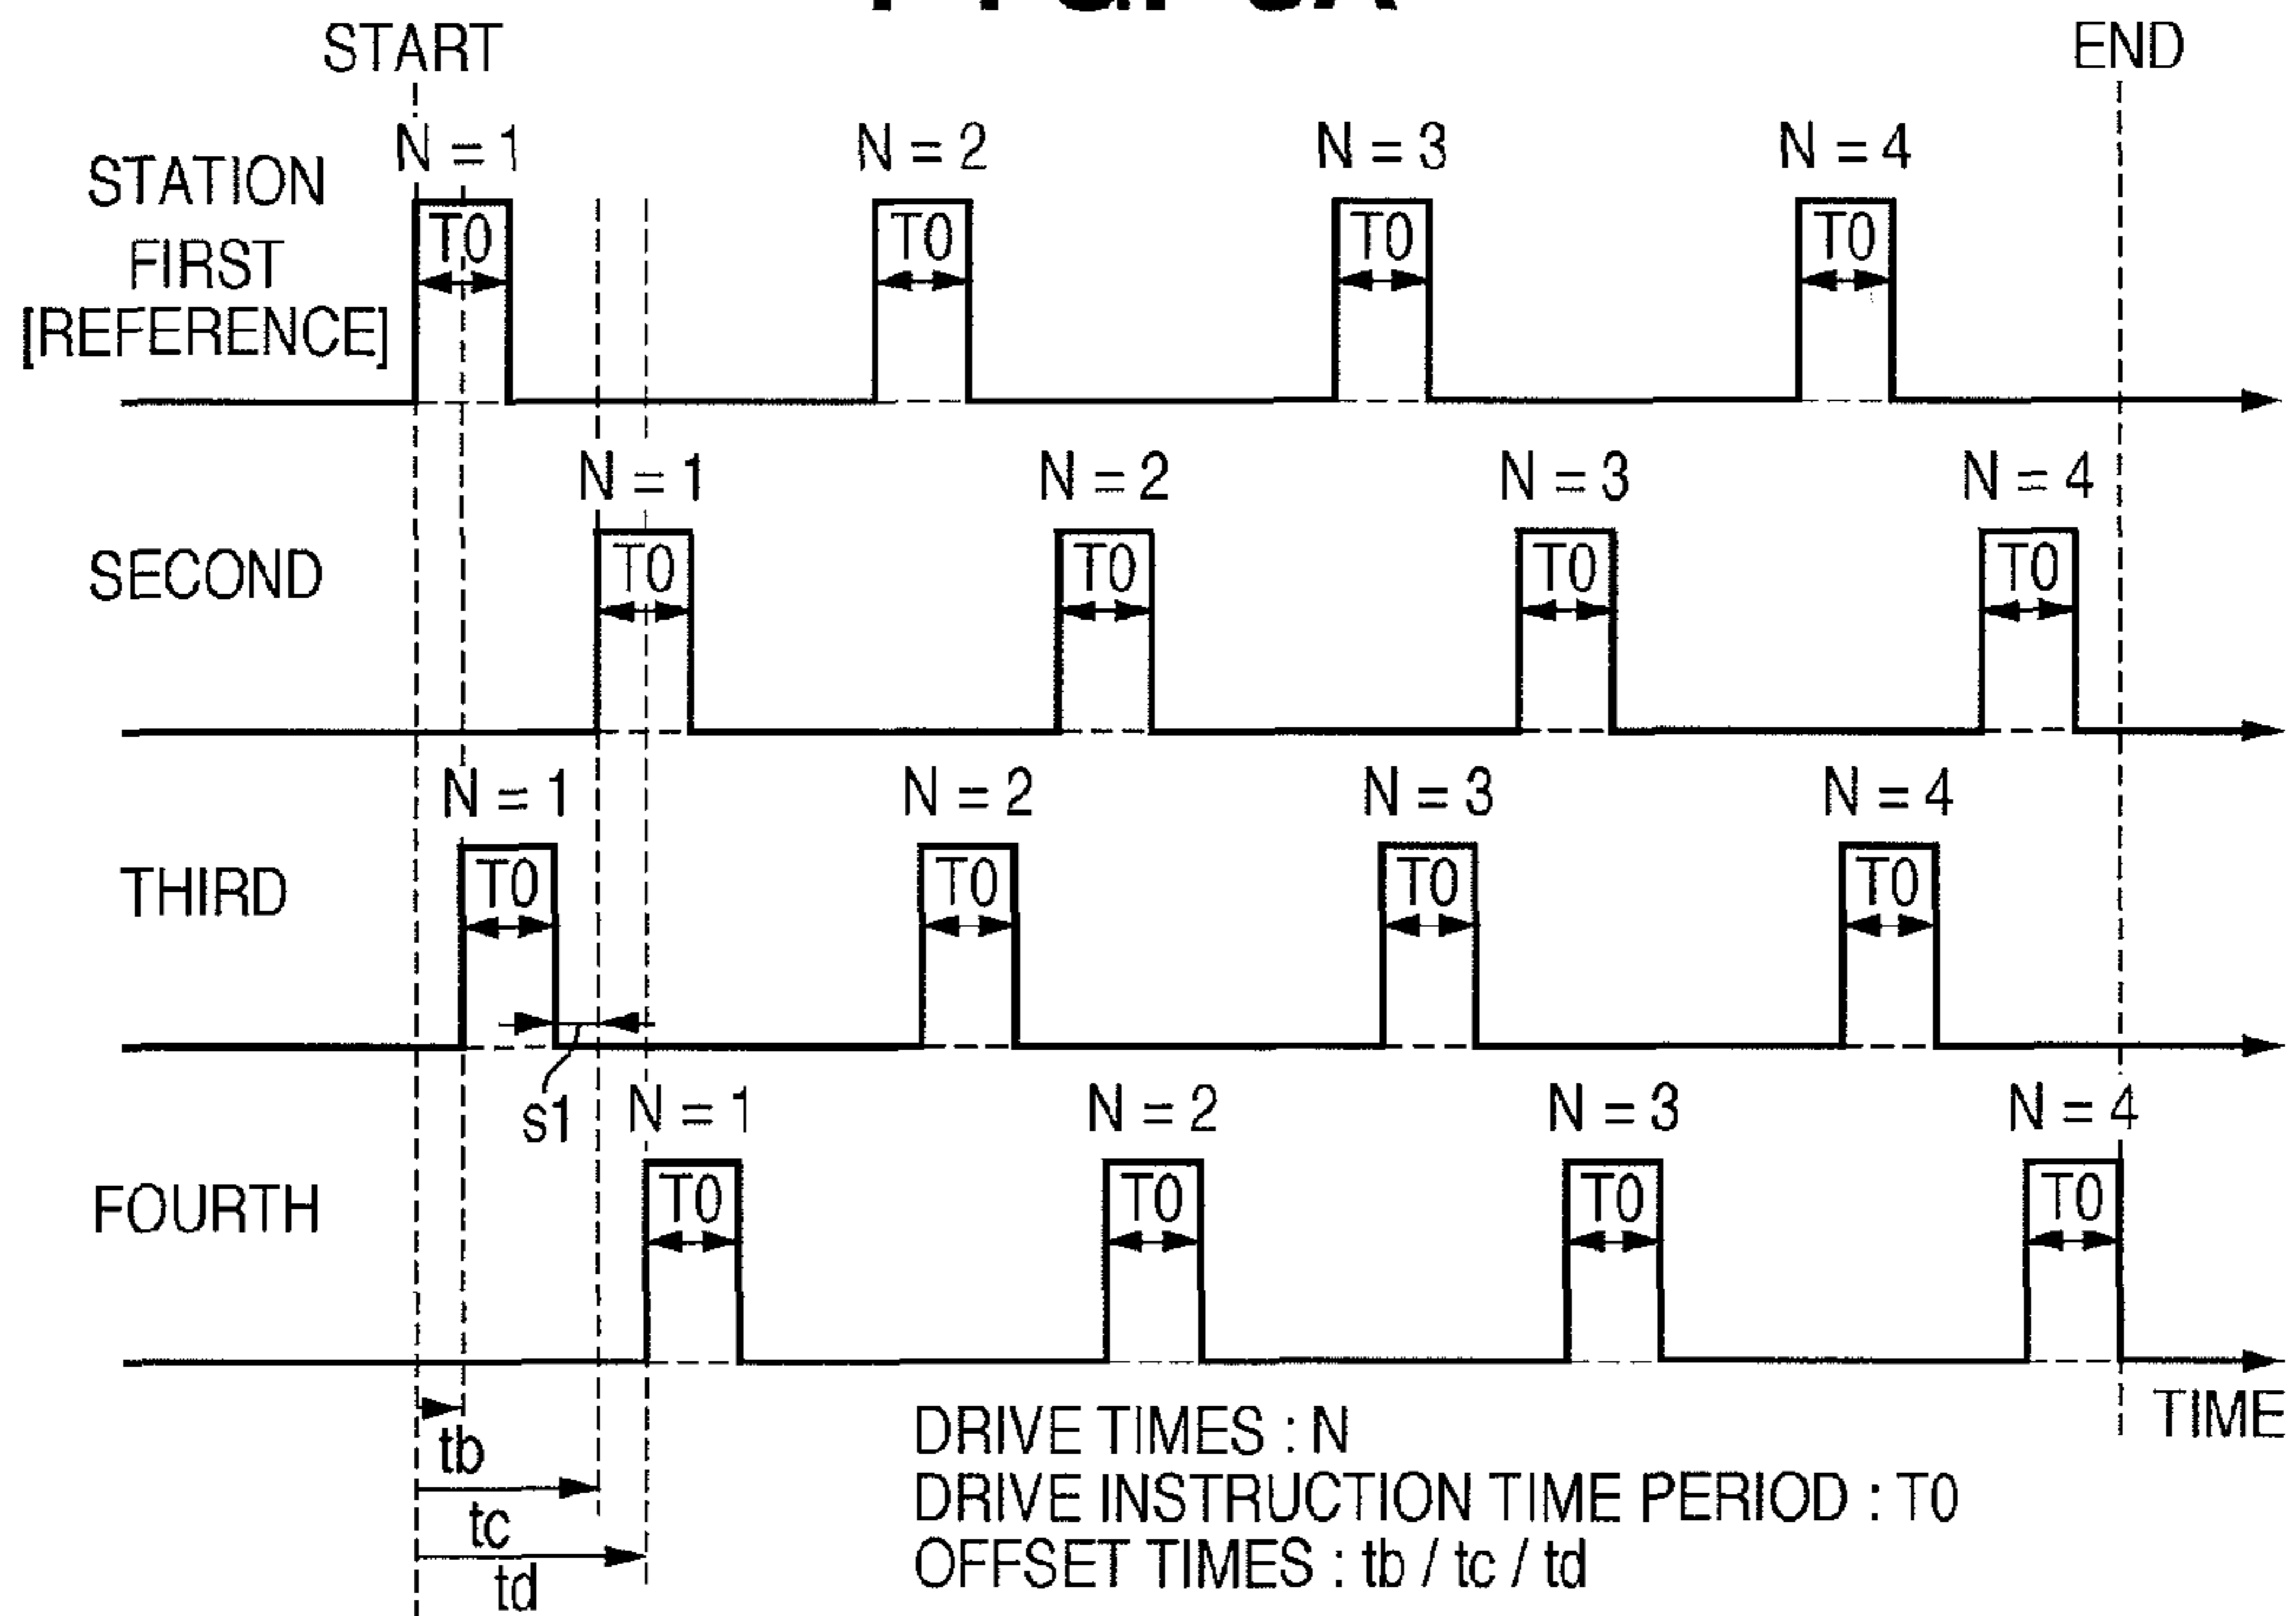 START
END
N = 1
N = 2
N = 3
N = 4
STATION
FIRST
[REFERENCE]
T0
T0
T0
T0
N = 1
N = 2
N = 3
N = 4
SECOND
T0
T0
T0
T0
N = 1
N = 2
N = 3
N = 4
THIRD
T0
T0
T0
T0
s1
N = 1
N = 2
N = 3
N = 4
FOURTH
T0
T0
T0
T0
TIME
tb
tc
td
DRIVE TIMES : N
DRIVE INSTRUCTION TIME PERIOD : T0
OFFSET TIMES : tb / tc / td